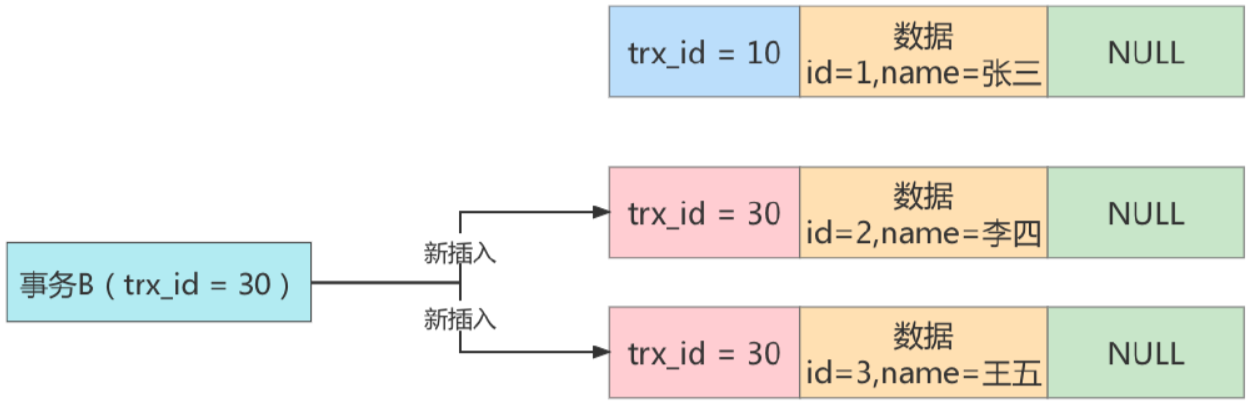 trx_id = 10
数据
id=1,name=张三
NULL
trx_id = 30
数据
id=2,name=李四
NULL
新插入
事务B（trx_id = 30）
新插入
trx_id = 30
数据
id=3,name=王五
NULL